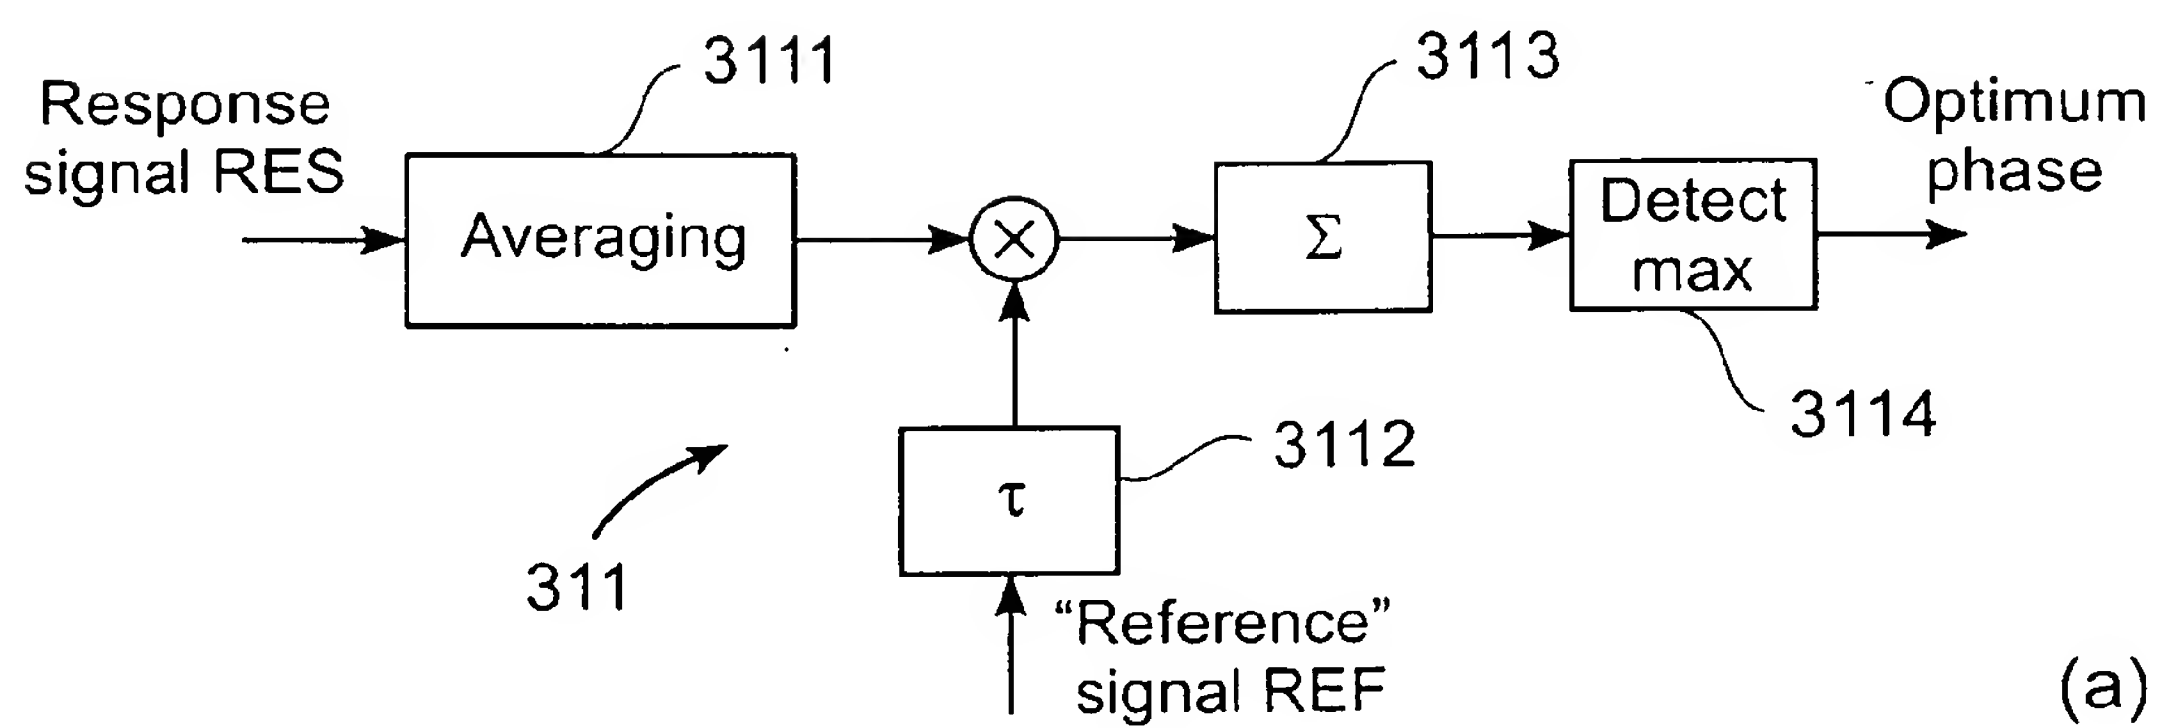 3111
3113
Response
signal RES
Averaging
×
Σ
Detect
max
Optimum
phase
3114
τ
3112
311
“Reference”
signal REF
(a)